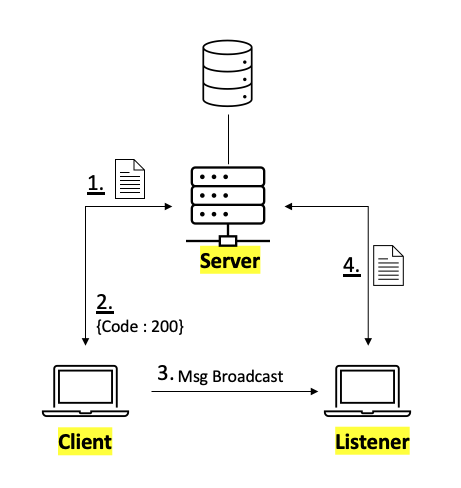 1.
Server
2.
{Code : 200}
4.
3. Msg Broadcast
Client
Listener